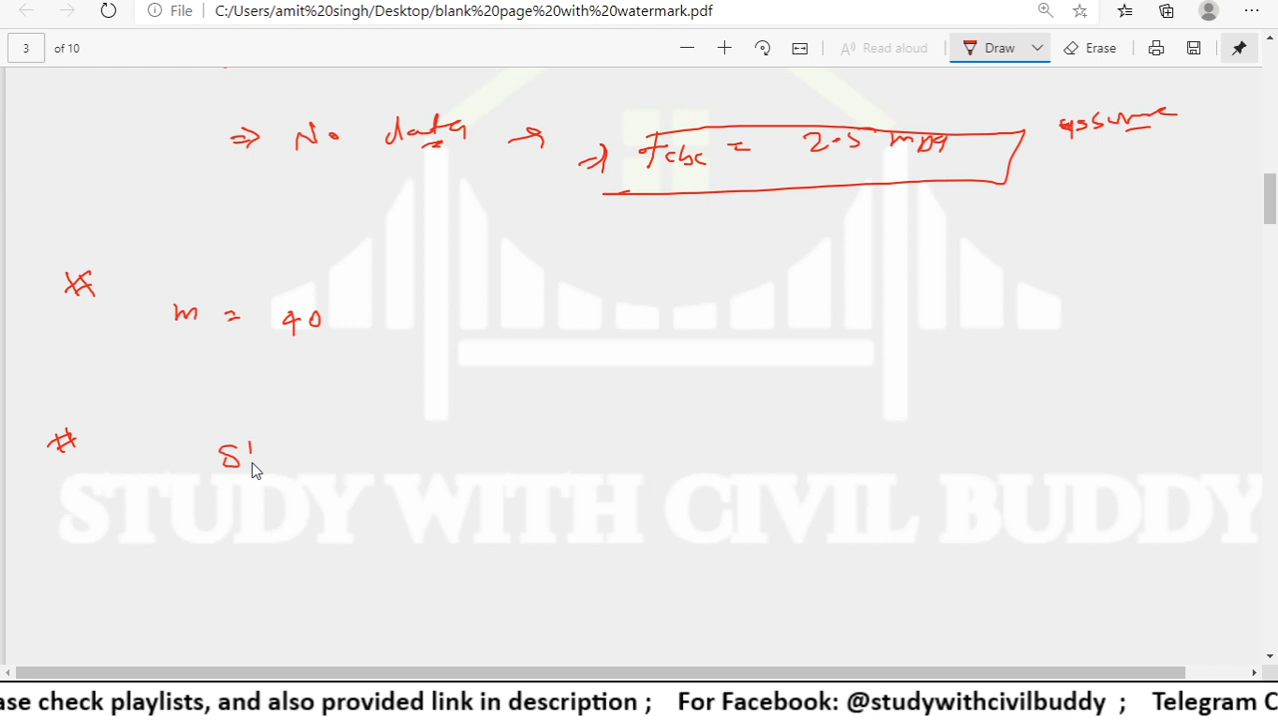 File C:/Users/amit%20singh/Desktop/blank%20page%20with%20watermark.pdf
3 of 10 Read aloud Draw Erase
⇒ No data → ⇒ fcbc = 2.5 mpa assume
# m = 40
# S'
STUDY WITH CIVIL BUDDY
ase check playlists, and also provided link in description ; For Facebook: @studywithcivilbuddy ; Telegram C